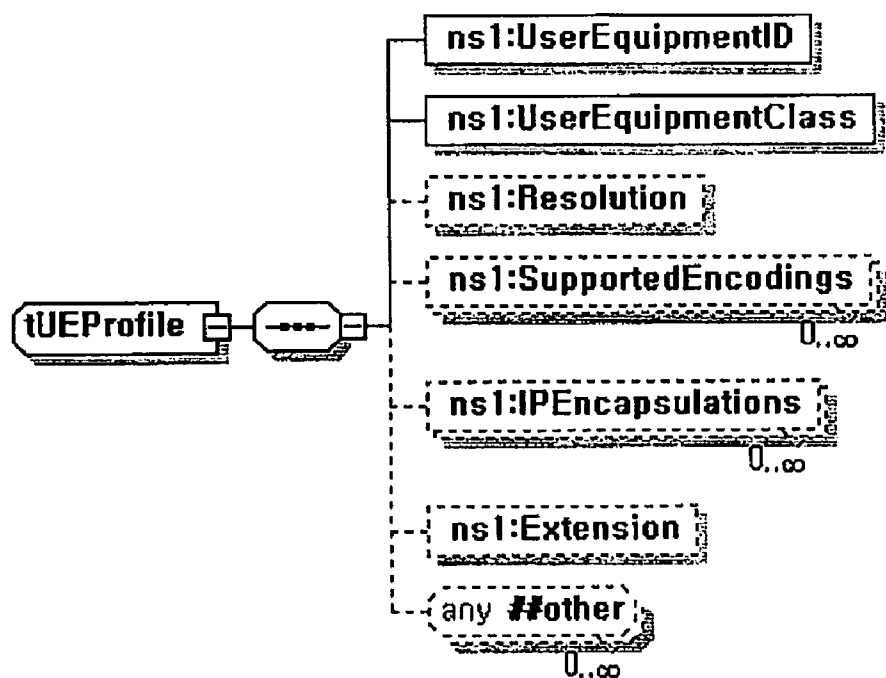 ns1:UserEquipmentID
ns1:UserEquipmentClass
ns1:Resolution
ns1:SupportedEncodings
0..∞
tUEProfile
ns1:IPEncapsulations
0..∞
ns1:Extension
any ##other
0..∞